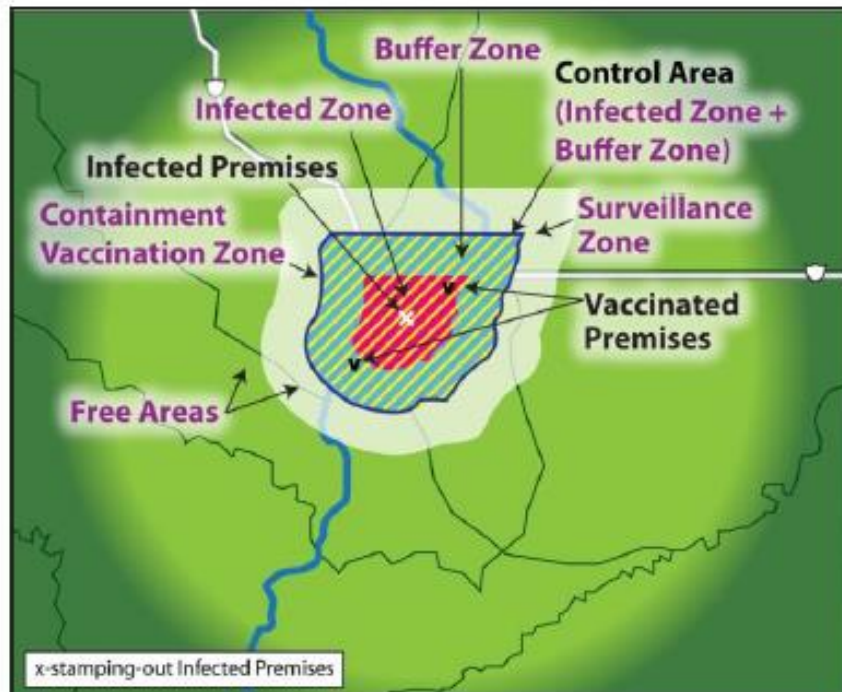 Buffer Zone
Control Area
(Infected Zone +
Buffer Zone)
Infected Zone
Infected Premises
Containment
Vaccination Zone
Surveillance
Zone
v
Vaccinated
Premises
x
v
Free Areas
x-stamping-out Infected Premises